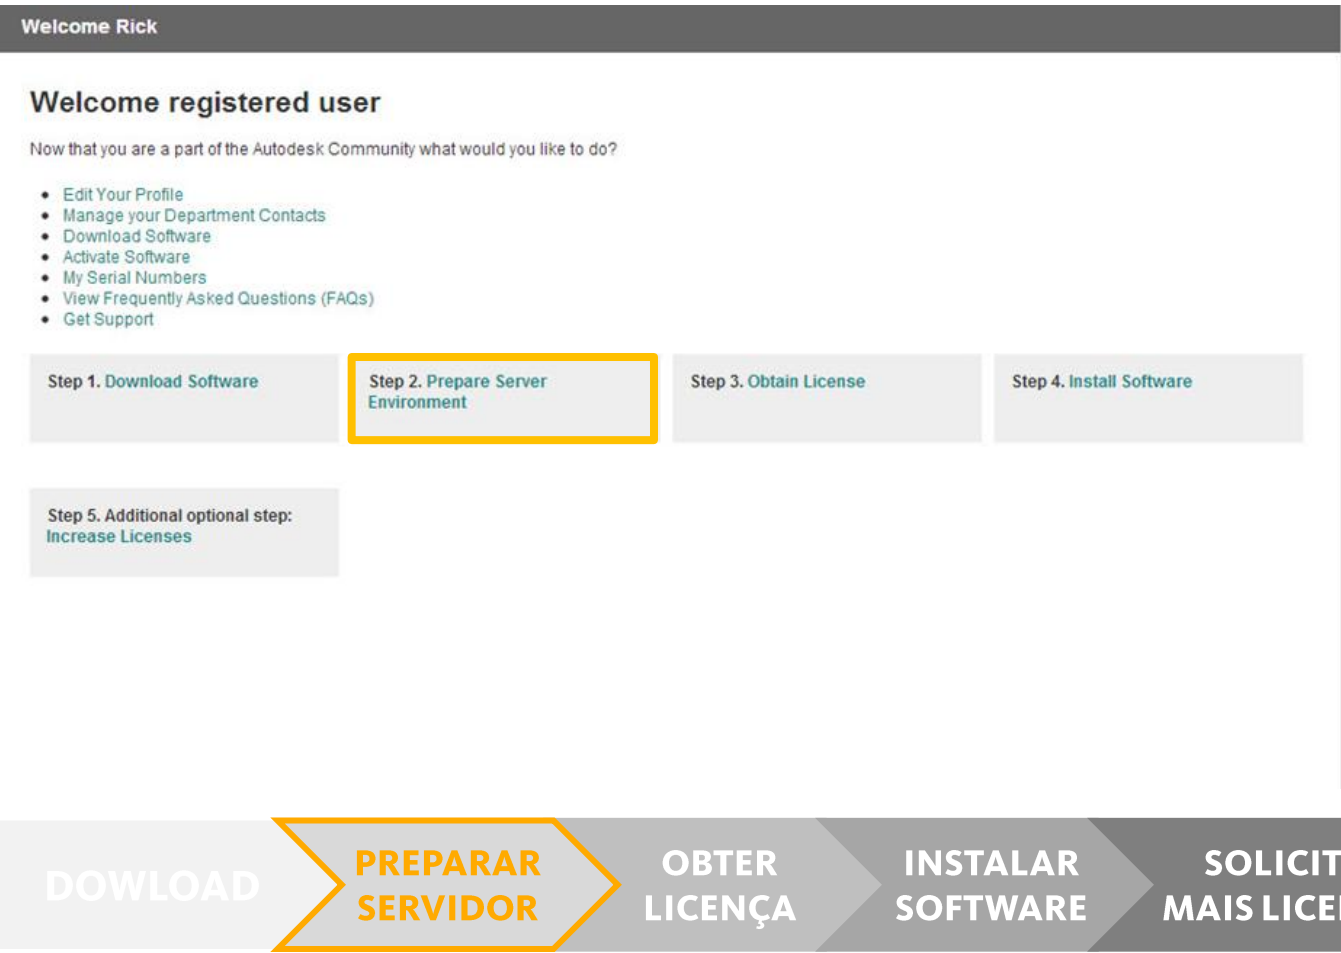 Welcome Rick
Welcome registered user
Now that you are a part of the Autodesk Community what would you like to do?
Edit Your Profile
Manage your Department Contacts
Download Software
Activate Software
My Serial Numbers
View Frequently Asked Questions (FAQs)
Get Support
Step 1. Download Software
Step 2. Prepare Server
Environment
Step 3. Obtain License
Step 4. Install Software
Step 5. Additional optional step:
Increase Licenses
DOWLOAD
PREPARAR
SERVIDOR
OBTER
LICENÇA
INSTALAR
SOFTWARE
SOLICIT
MAIS LICE